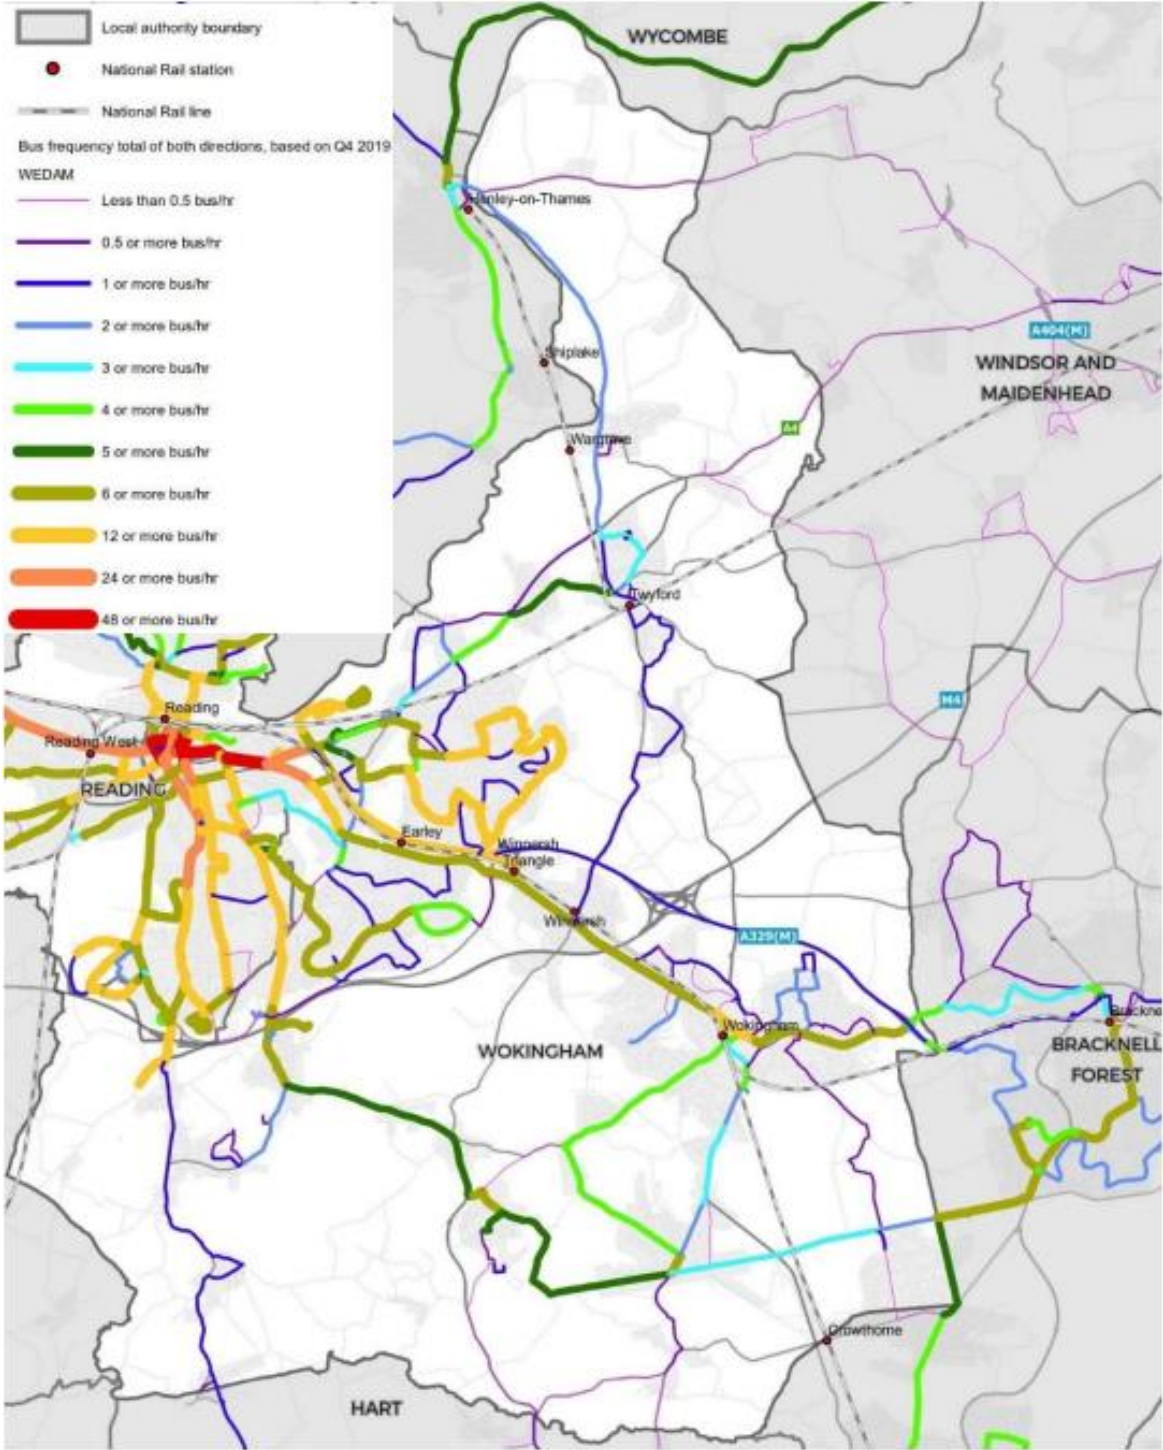 Local authority boundary
National Rail station
National Rail line
Bus frequency total of both directions, based on Q4 2019
WEDAM
Less than 0.5 bus/hr
0.5 or more bus/hr
1 or more bus/hr
2 or more bus/hr
3 or more bus/hr
4 or more bus/hr
5 or more bus/hr
6 or more bus/hr
12 or more bus/hr
24 or more bus/hr
48 or more bus/hr
WYCOMBE
Henley-on-Thames
A404(M)
Shiplake
WINDSOR AND
MAIDENHEAD
A4
Wargrave
Twyford
M4
Reading
Reading West
READING
Earley
Winnersh
Triangle
Winnersh
A329(M)
Wokingham
Brackne
WOKINGHAM
BRACKNELL
FOREST
Crowthorne
HART